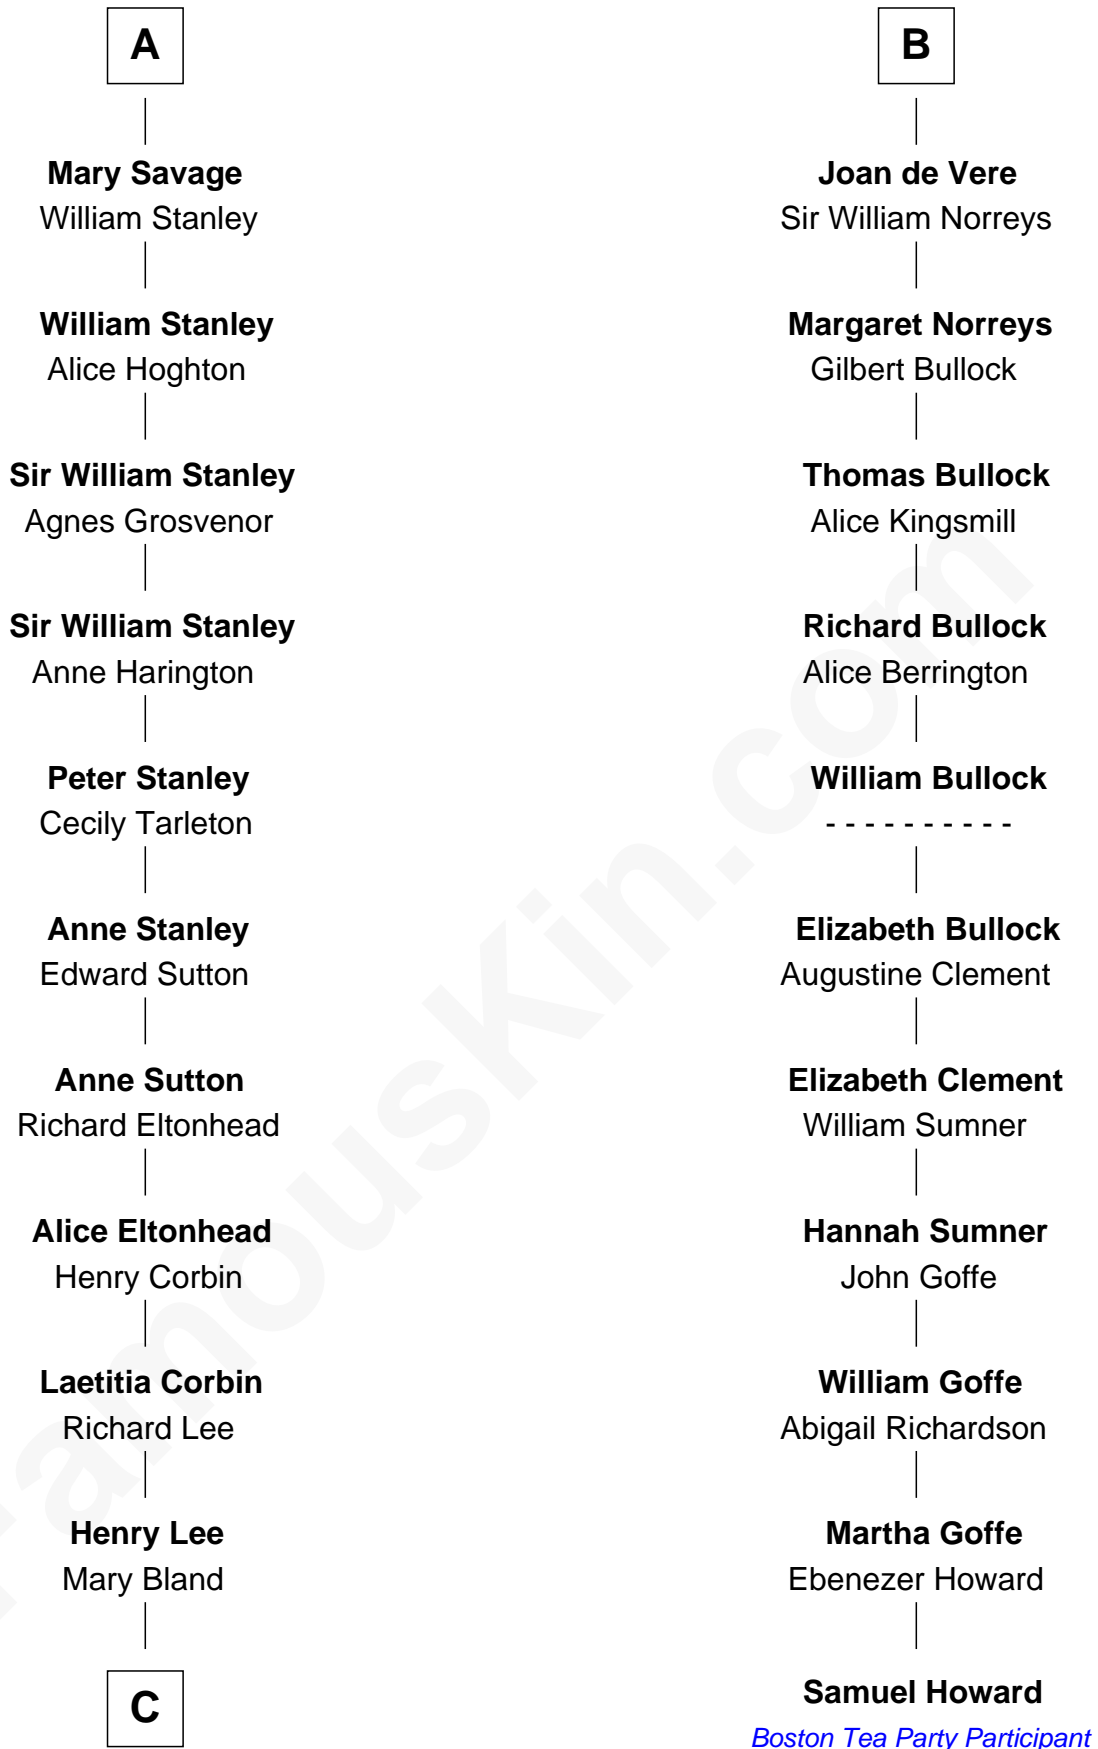 A
Mary Savage
William Stanley
William Stanley
Alice Hoghton
Sir William Stanley
Agnes Grosvenor
Sir William Stanley
Anne Harington
Peter Stanley
Cecily Tarleton
Anne Stanley
Edward Sutton
Anne Sutton
Richard Eltonhead
Alice Eltonhead
Henry Corbin
Laetitia Corbin
Richard Lee
Henry Lee
Mary Bland
C
B
Joan de Vere
Sir William Norreys
Margaret Norreys
Gilbert Bullock
Thomas Bullock
Alice Kingsmill
Richard Bullock
Alice Berrington
William Bullock
- - - - - - - - - -
Elizabeth Bullock
Augustine Clement
Elizabeth Clement
William Sumner
Hannah Sumner
John Goffe
William Goffe
Abigail Richardson
Martha Goffe
Ebenezer Howard
Samuel Howard
Boston Tea Party Participant
FamousKin.com